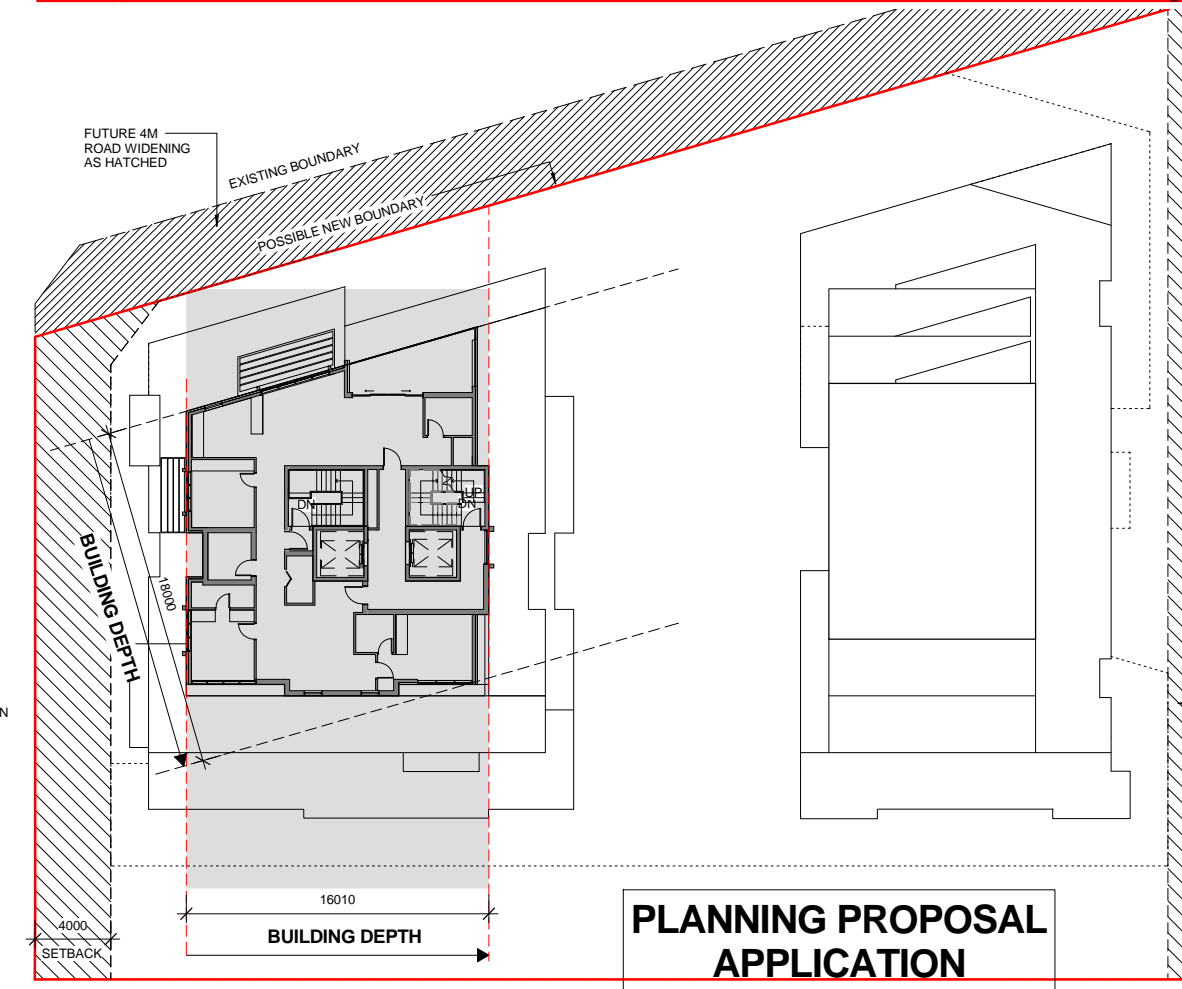 FUTURE 4M
ROAD WIDENING
AS HATCHED
EXISTING BOUNDARY
POSSIBLE NEW BOUNDARY
DN
UP
DN
BUILDING DEPTH
18000
N
16010
BUILDING DEPTH
4000
SETBACK
PLANNING PROPOSAL
APPLICATION